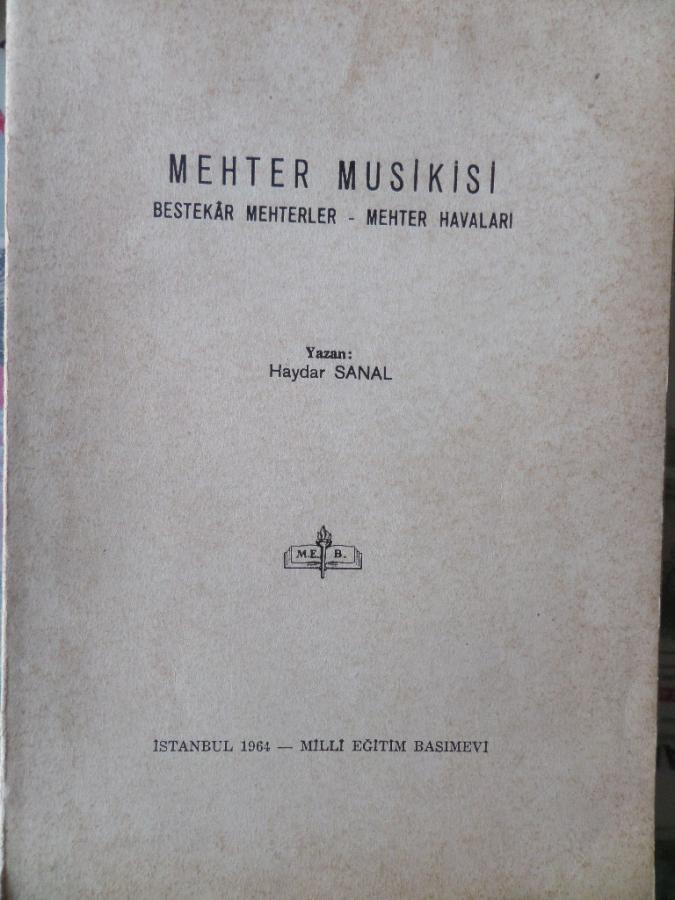 MEHTER MUSİKİSİ
BESTEKÂR MEHTERLER - MEHTER HAVALARI
Yazan:
Haydar SANAL
M.E. B.
İSTANBUL 1964 — MİLLÎ EĞİTİM BASIMEVİ